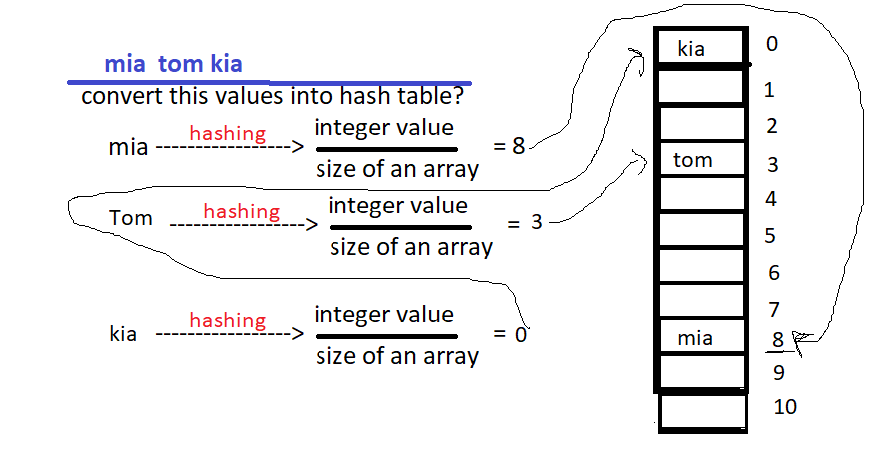 mia tom kia
convert this values into hash table?
mia hashing -----------------> integer value
size of an array = 8
Tom hashing -----------------> integer value
size of an array = 3
kia hashing -----------------> integer value
size of an array = 0
kia 0
1
2
tom 3
4
5
6
7
mia 8
9
10